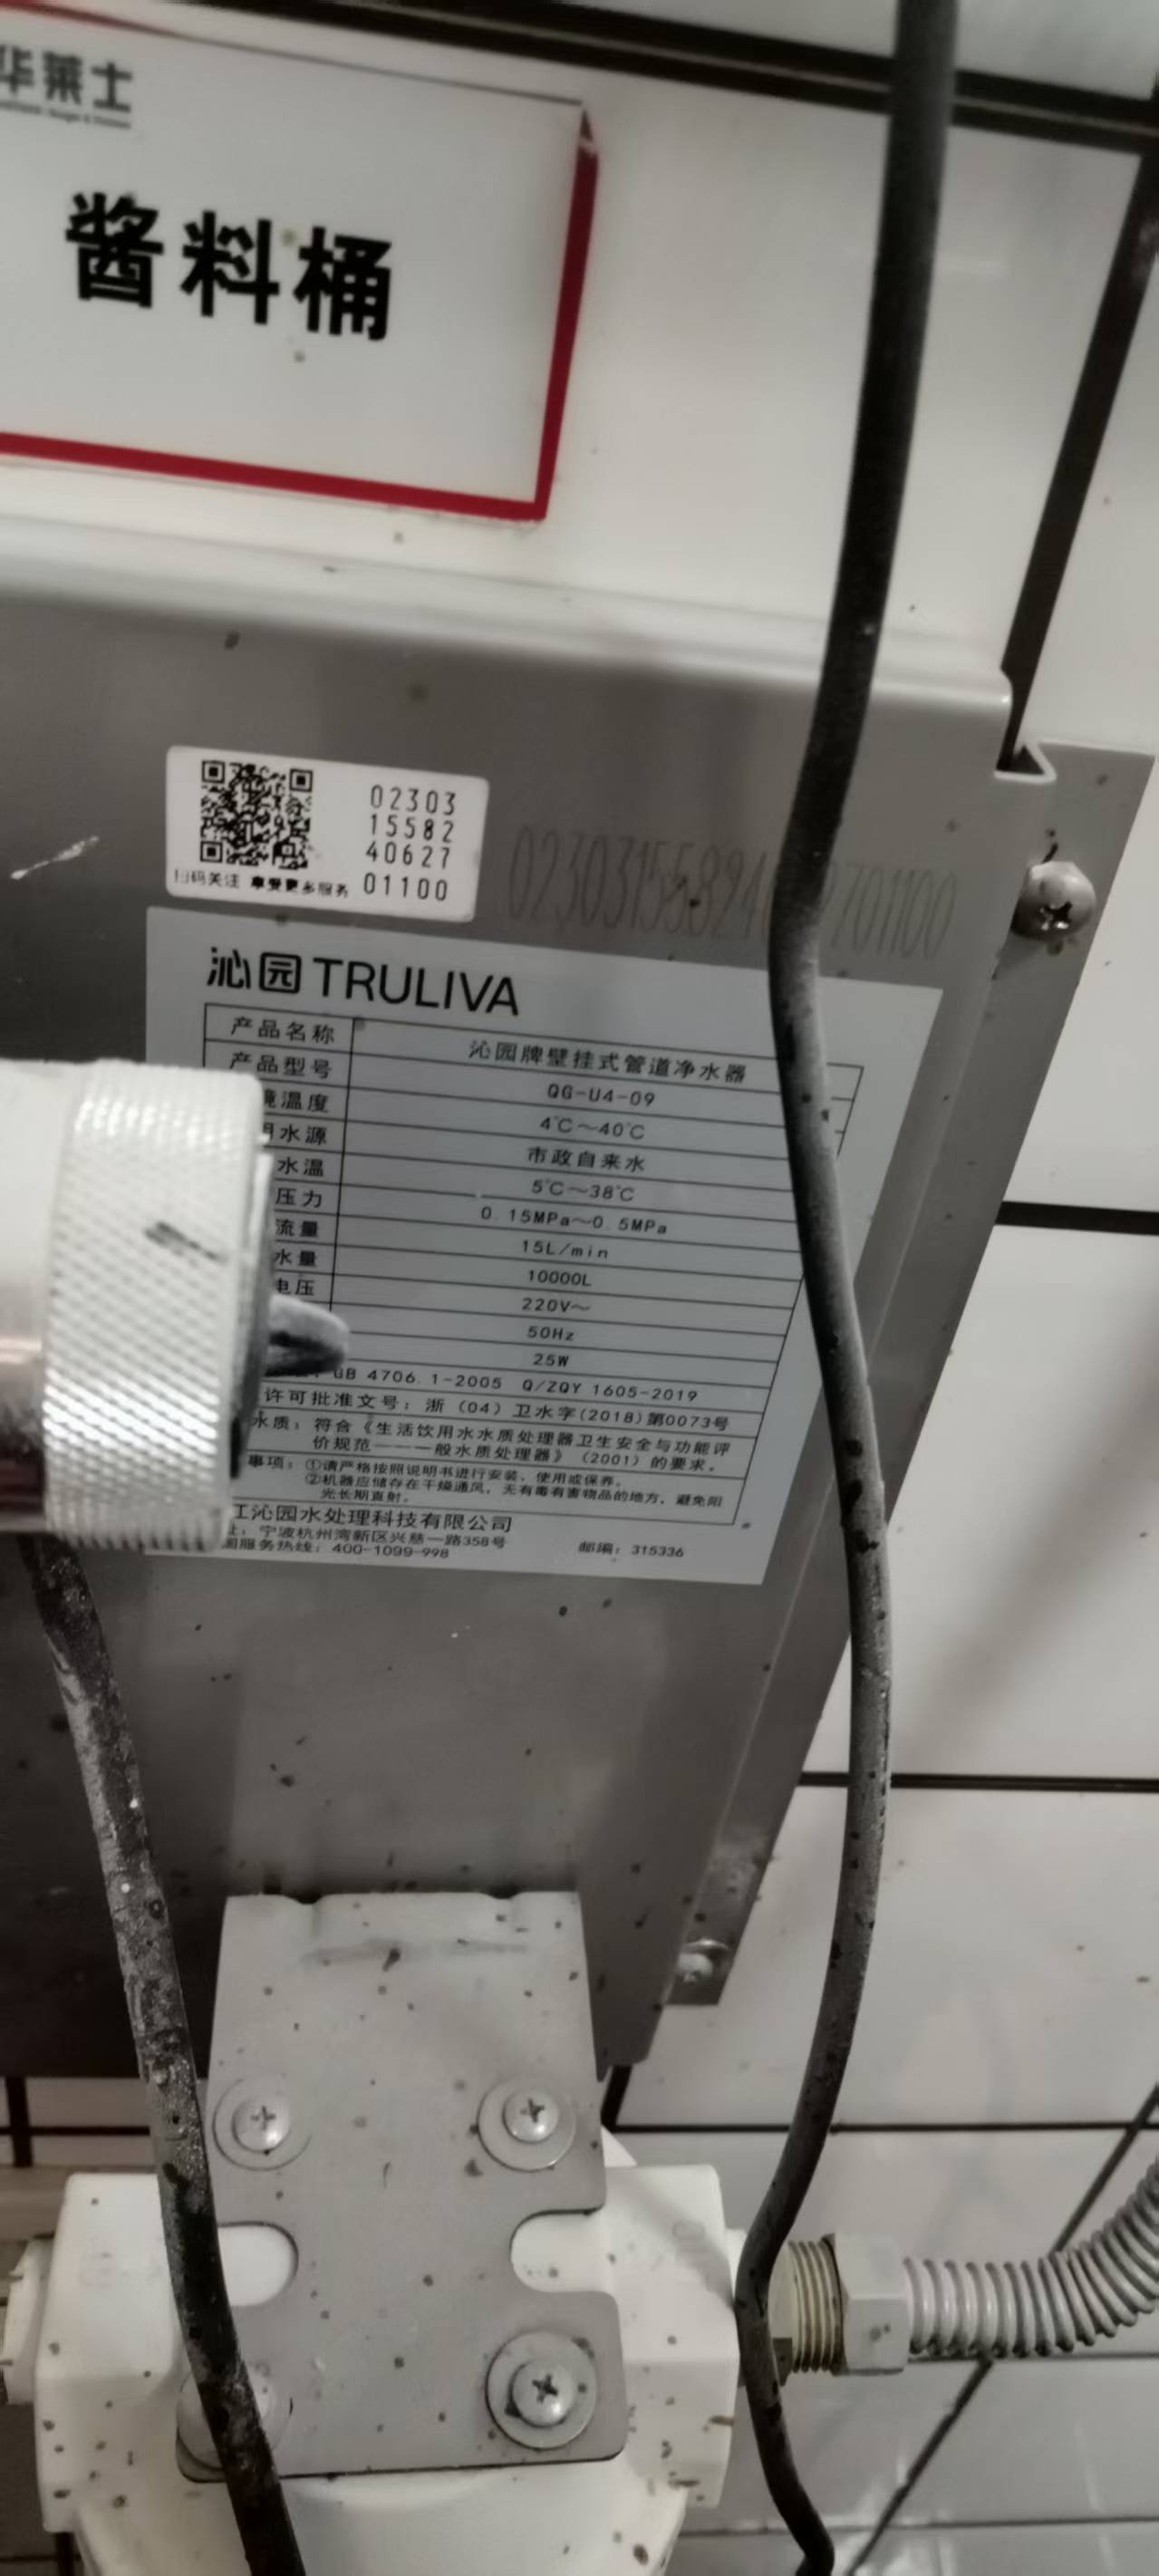 华莱士
酱料桶
02303
15582
40627
01100
扫码关注 享受更多服务
沁园 TRULIVA
产品名称 沁园牌壁挂式管道净水器
产品型号 QG-U4-09
境温度 4℃～40℃
用水源 市政自来水
水温 5℃～38℃
压力 0.15MPa～0.5MPa
流量 15L/min
水量 10000L
电压 220V～
50Hz
25W
GB 4706.1-2005 Q/ZQY 1605-2019
许可批准文号：浙（04）卫水字(2018)第0073号
水质：符合《生活饮用水水质处理器卫生安全与功能评
价规范——一般水质处理器》（2001）的要求。
事项：①请严格按照说明书进行安装、使用或保养。
②机器应储存在干燥通风，无有毒有害物品的地方，避免阳
光长期直射。
江沁园水处理科技有限公司
址：宁波杭州湾新区兴慈一路358号 邮编：315336
国服务热线：400-1099-998